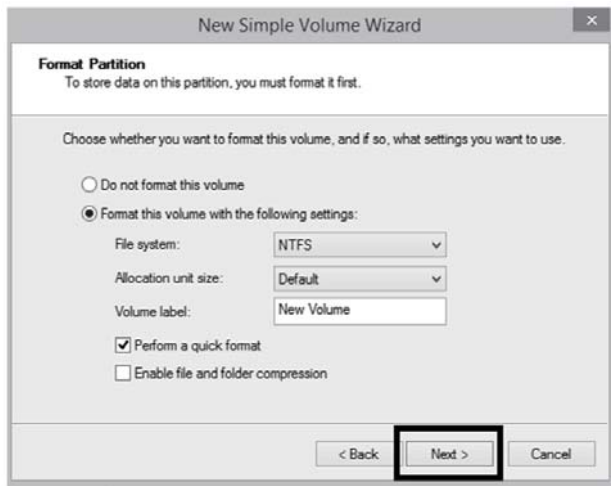 New Simple Volume Wizard
Format Partition
To store data on this partition, you must format it first.
Choose whether you want to format this volume, and if so, what settings you want to use.
Do not format this volume
Format this volume with the following settings:
File system: NTFS
Allocation unit size: Default
Volume label: New Volume
Perform a quick format
Enable file and folder compression
< Back Next > Cancel